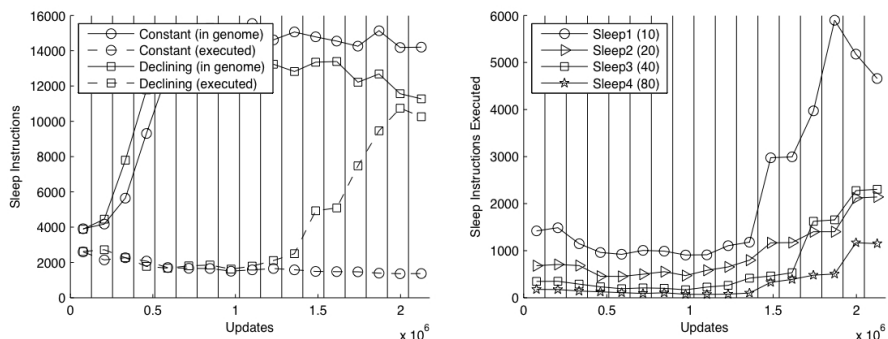 16000
14000
12000
10000
8000
6000
4000
2000
0
Sleep Instructions
Constant (in genome)
Constant (executed)
Declining (in genome)
Declining (executed)
0
0.5
1
1.5
2
Updates
x 10^6
6000
5000
4000
3000
2000
1000
0
Sleep Instructions Executed
Sleep1 (10)
Sleep2 (20)
Sleep3 (40)
Sleep4 (80)
0
0.5
1
1.5
2
Updates
x 10^6